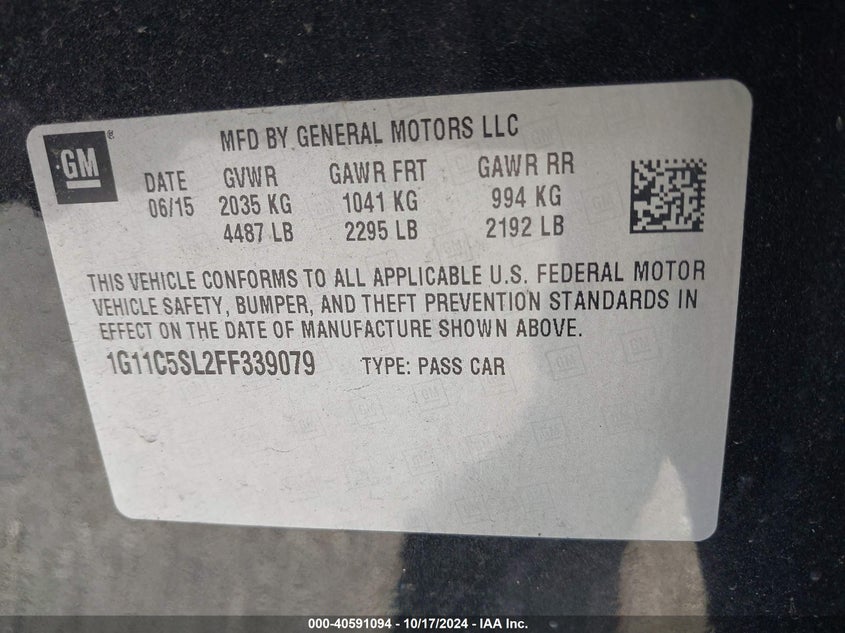 MFD BY GENERAL MOTORS LLC
GM®
DATE GVWR GAWR FRT GAWR RR
06/15 2035 KG 1041 KG 994 KG
4487 LB 2295 LB 2192 LB
THIS VEHICLE CONFORMS TO ALL APPLICABLE U.S. FEDERAL MOTOR
VEHICLE SAFETY, BUMPER, AND THEFT PREVENTION STANDARDS IN
EFFECT ON THE DATE OF MANUFACTURE SHOWN ABOVE.
1G11C5SL2FF339079 TYPE: PASS CAR
000-40591094 - 10/17/2024 - IAA Inc.